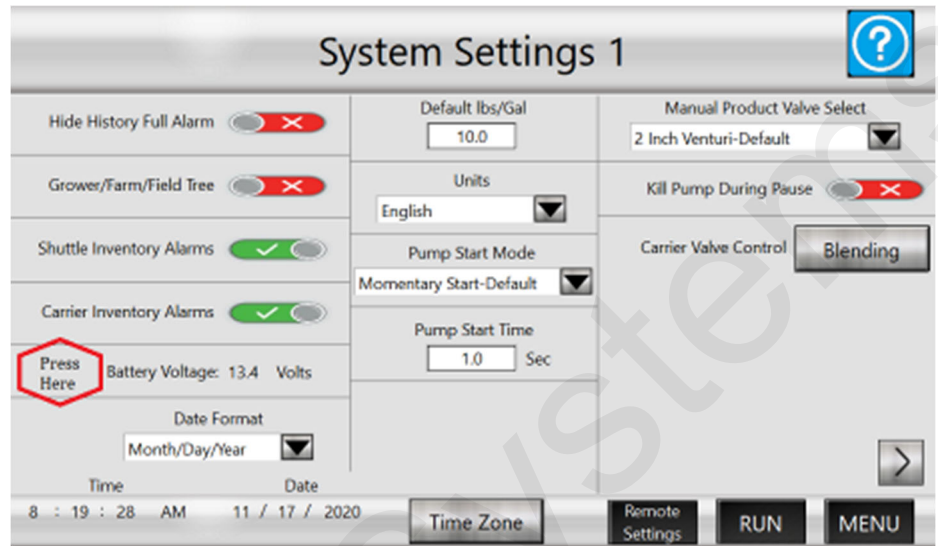 System Settings 1
?
Hide History Full Alarm
Grower/Farm/Field Tree
Shuttle Inventory Alarms
Carrier Inventory Alarms
Press
Here
Battery Voltage: 13.4 Volts
Date Format
Month/Day/Year
Time Date
8 : 19 : 28 AM 11 / 17 / 2020
Default lbs/Gal
10.0
Units
English
Pump Start Mode
Momentary Start-Default
Pump Start Time
1.0 Sec
Time Zone
Manual Product Valve Select
2 Inch Venturi-Default
Kill Pump During Pause
Carrier Valve Control Blending
>
Remote
Settings
RUN
MENU